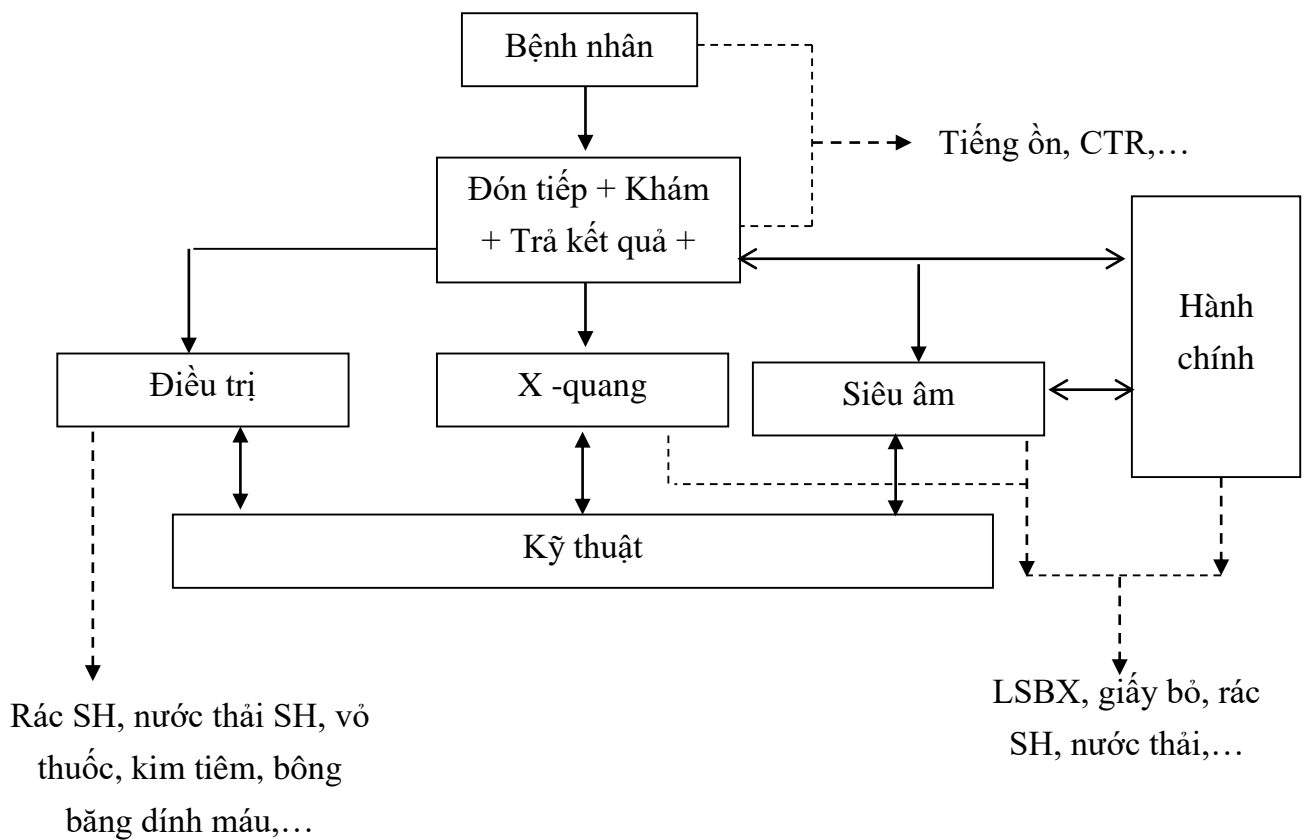 Bệnh nhân
Tiếng ồn, CTR,…
Đón tiếp + Khám
+ Trả kết quả +
Hành
chính
Điều trị
X -quang
Siêu âm
Kỹ thuật
Rác SH, nước thải SH, vỏ
thuốc, kim tiêm, bông
băng dính máu,…
LSBX, giấy bỏ, rác
SH, nước thải,…